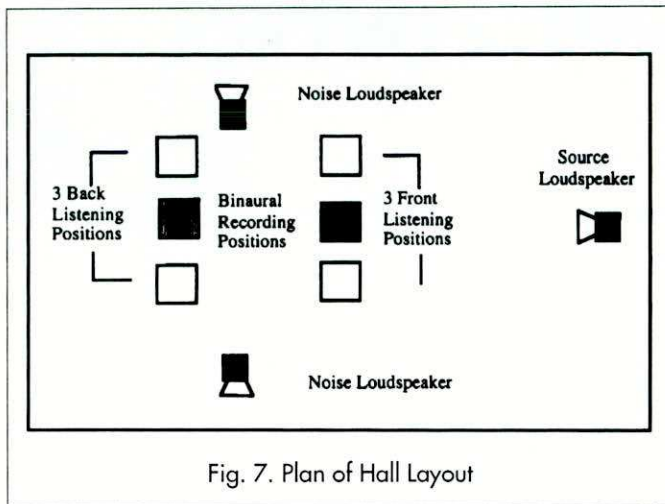 Noise Loudspeaker
Source
Loudspeaker
3 Back
Listening
Positions
Binaural
Recording
Positions
3 Front
Listening
Positions
Noise Loudspeaker
Fig. 7. Plan of Hall Layout